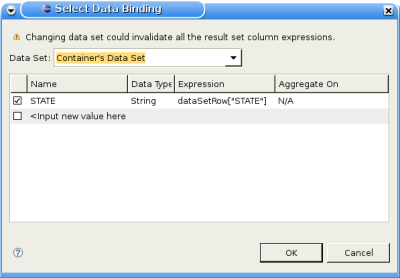 Select Data Binding
Changing data set could invalidate all the result set column expressions.
Data Set: Container's Data Set
Name Data Type Expression Aggregate On
STATE String dataSetRow["STATE"] N/A
<Input new value here
OK Cancel